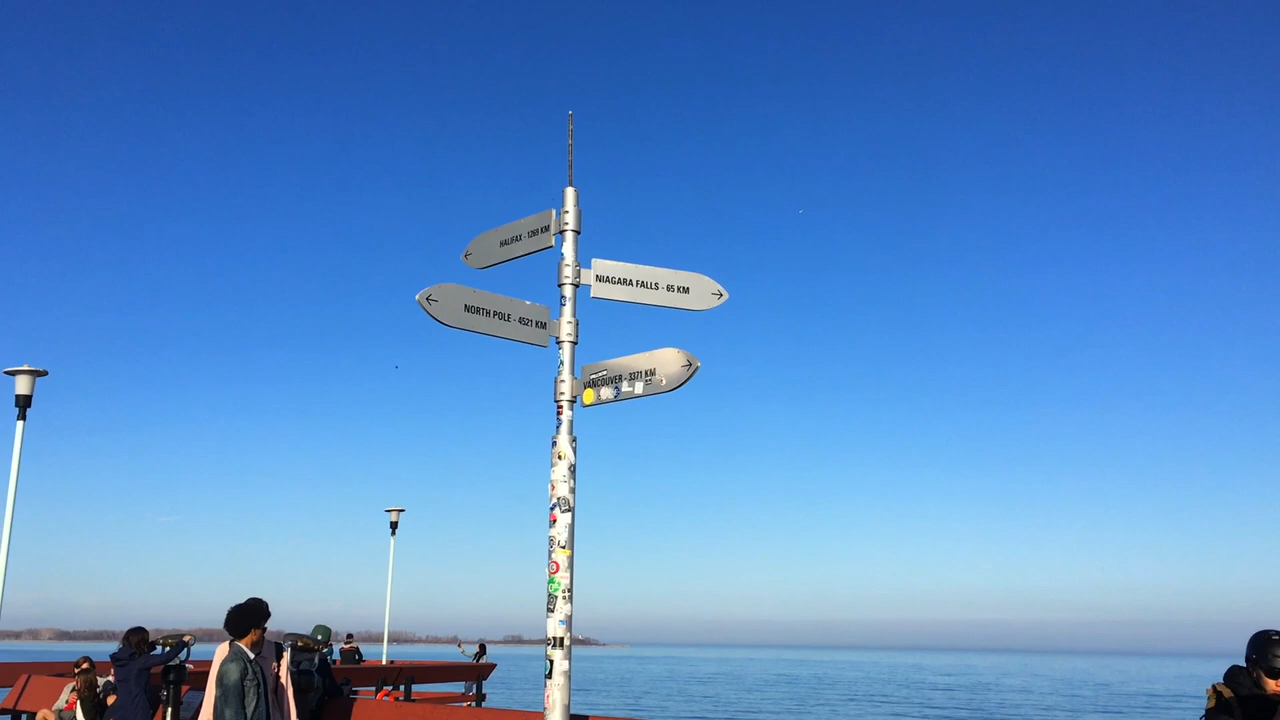 HALIFAX - 1269 KM
NIAGARA FALLS - 65 KM
NORTH POLE - 4521 KM
VANCOUVER - 3371 KM